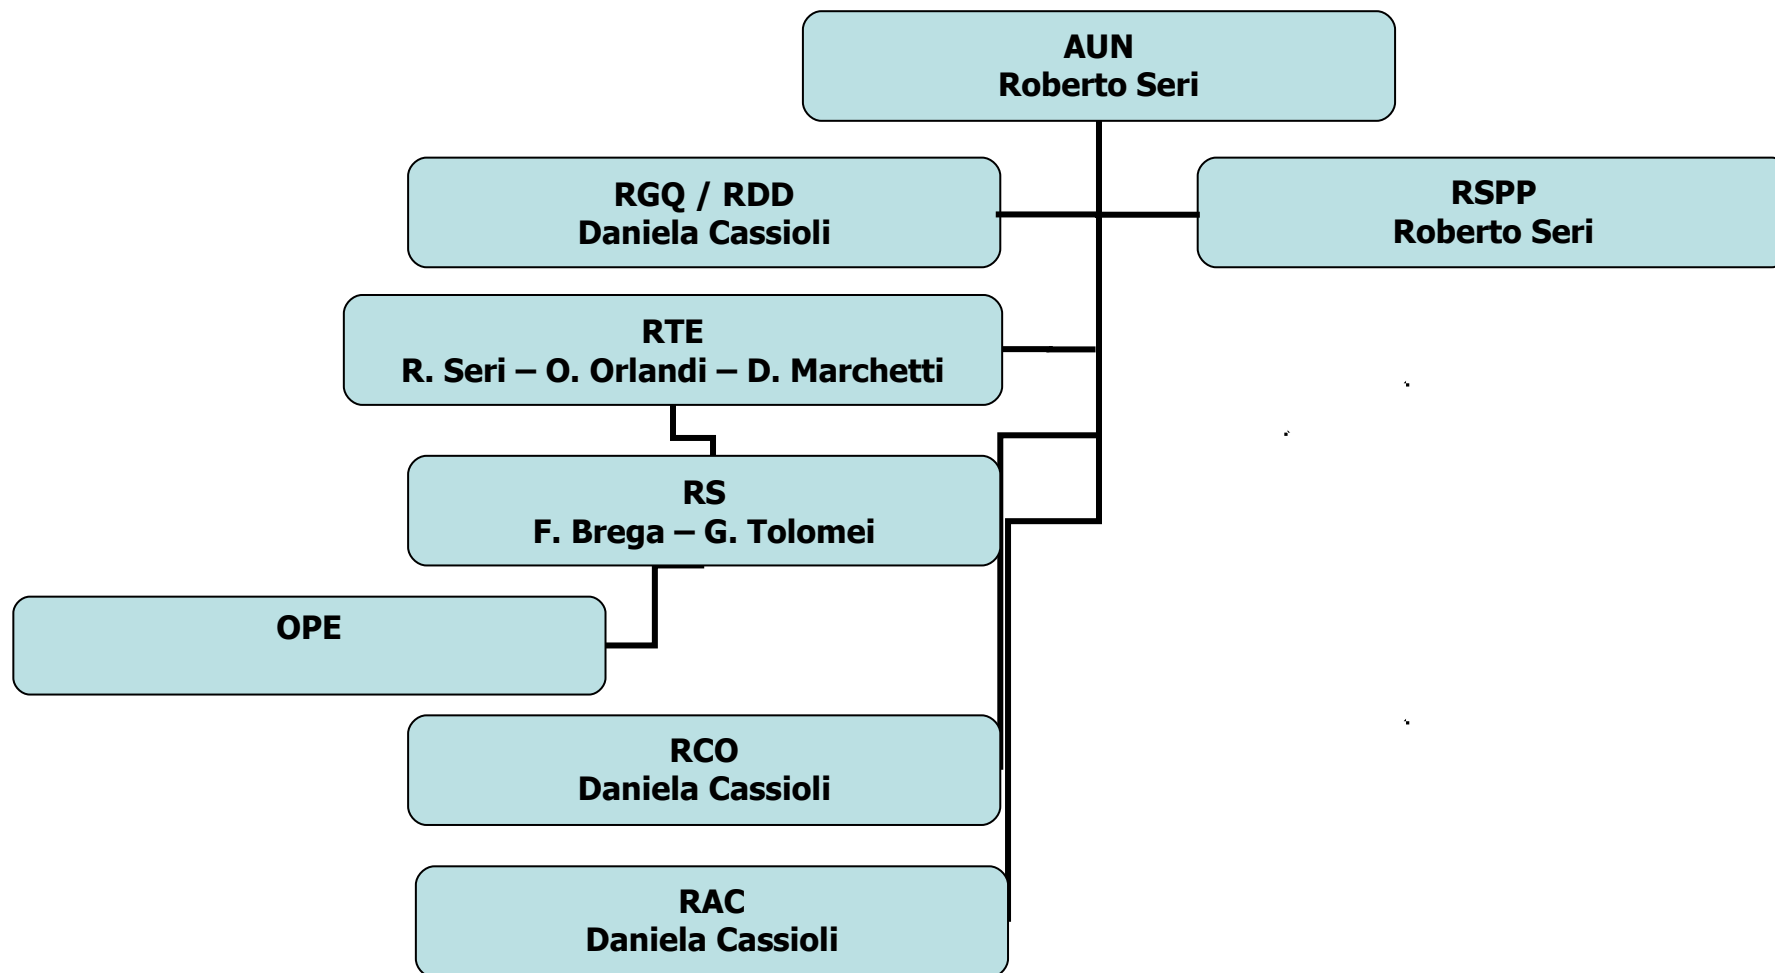 AUN
Roberto Seri
RGQ / RDD
Daniela Cassioli
RSPP
Roberto Seri
RTE
R. Seri – O. Orlandi – D. Marchetti
RS
F. Brega – G. Tolomei
OPE
RCO
Daniela Cassioli
RAC
Daniela Cassioli